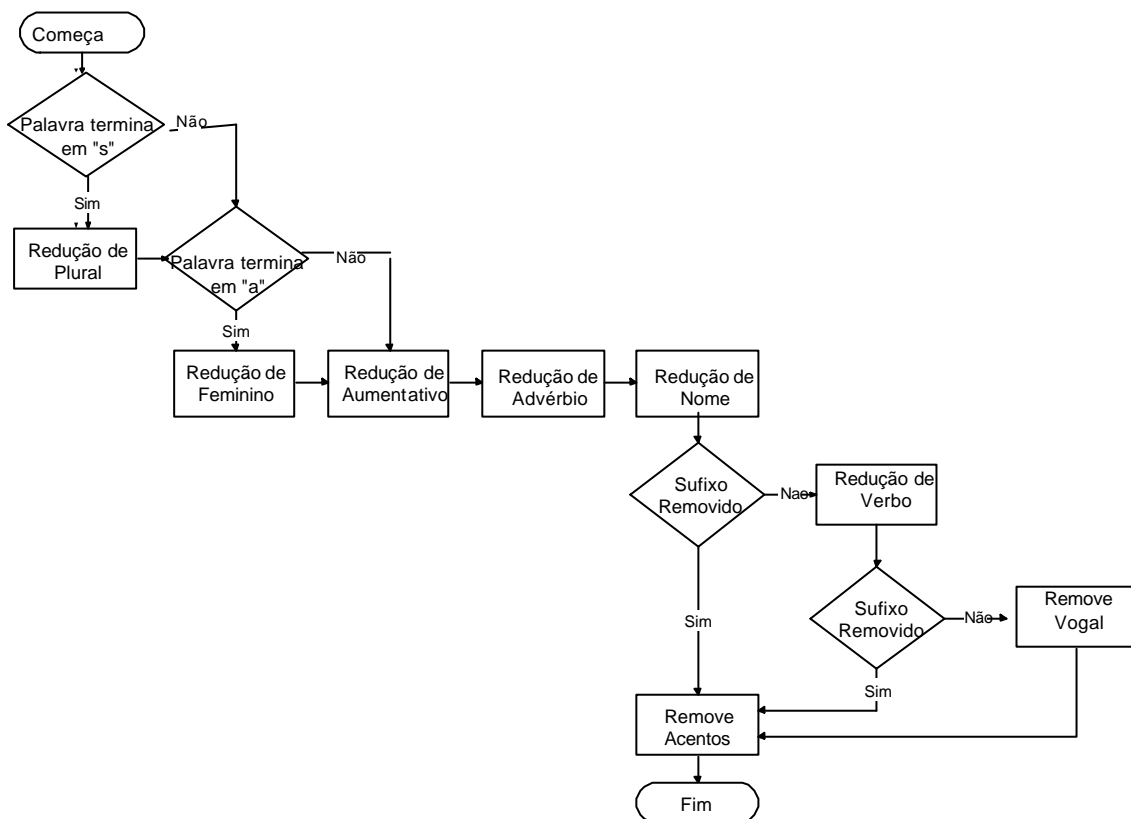 Começa
Palavra termina
em "s"
Não
Sim
Redução de
Plural
Palavra termina
em "a"
Não
Sim
Redução de
Feminino
Redução de
Aumentativo
Redução de
Advérbio
Redução de
Nome
Sufixo
Removido
Nao
Redução de
Verbo
Sim
Sufixo
Removido
Não
Remove
Vogal
Sim
Remove
Acentos
Fim